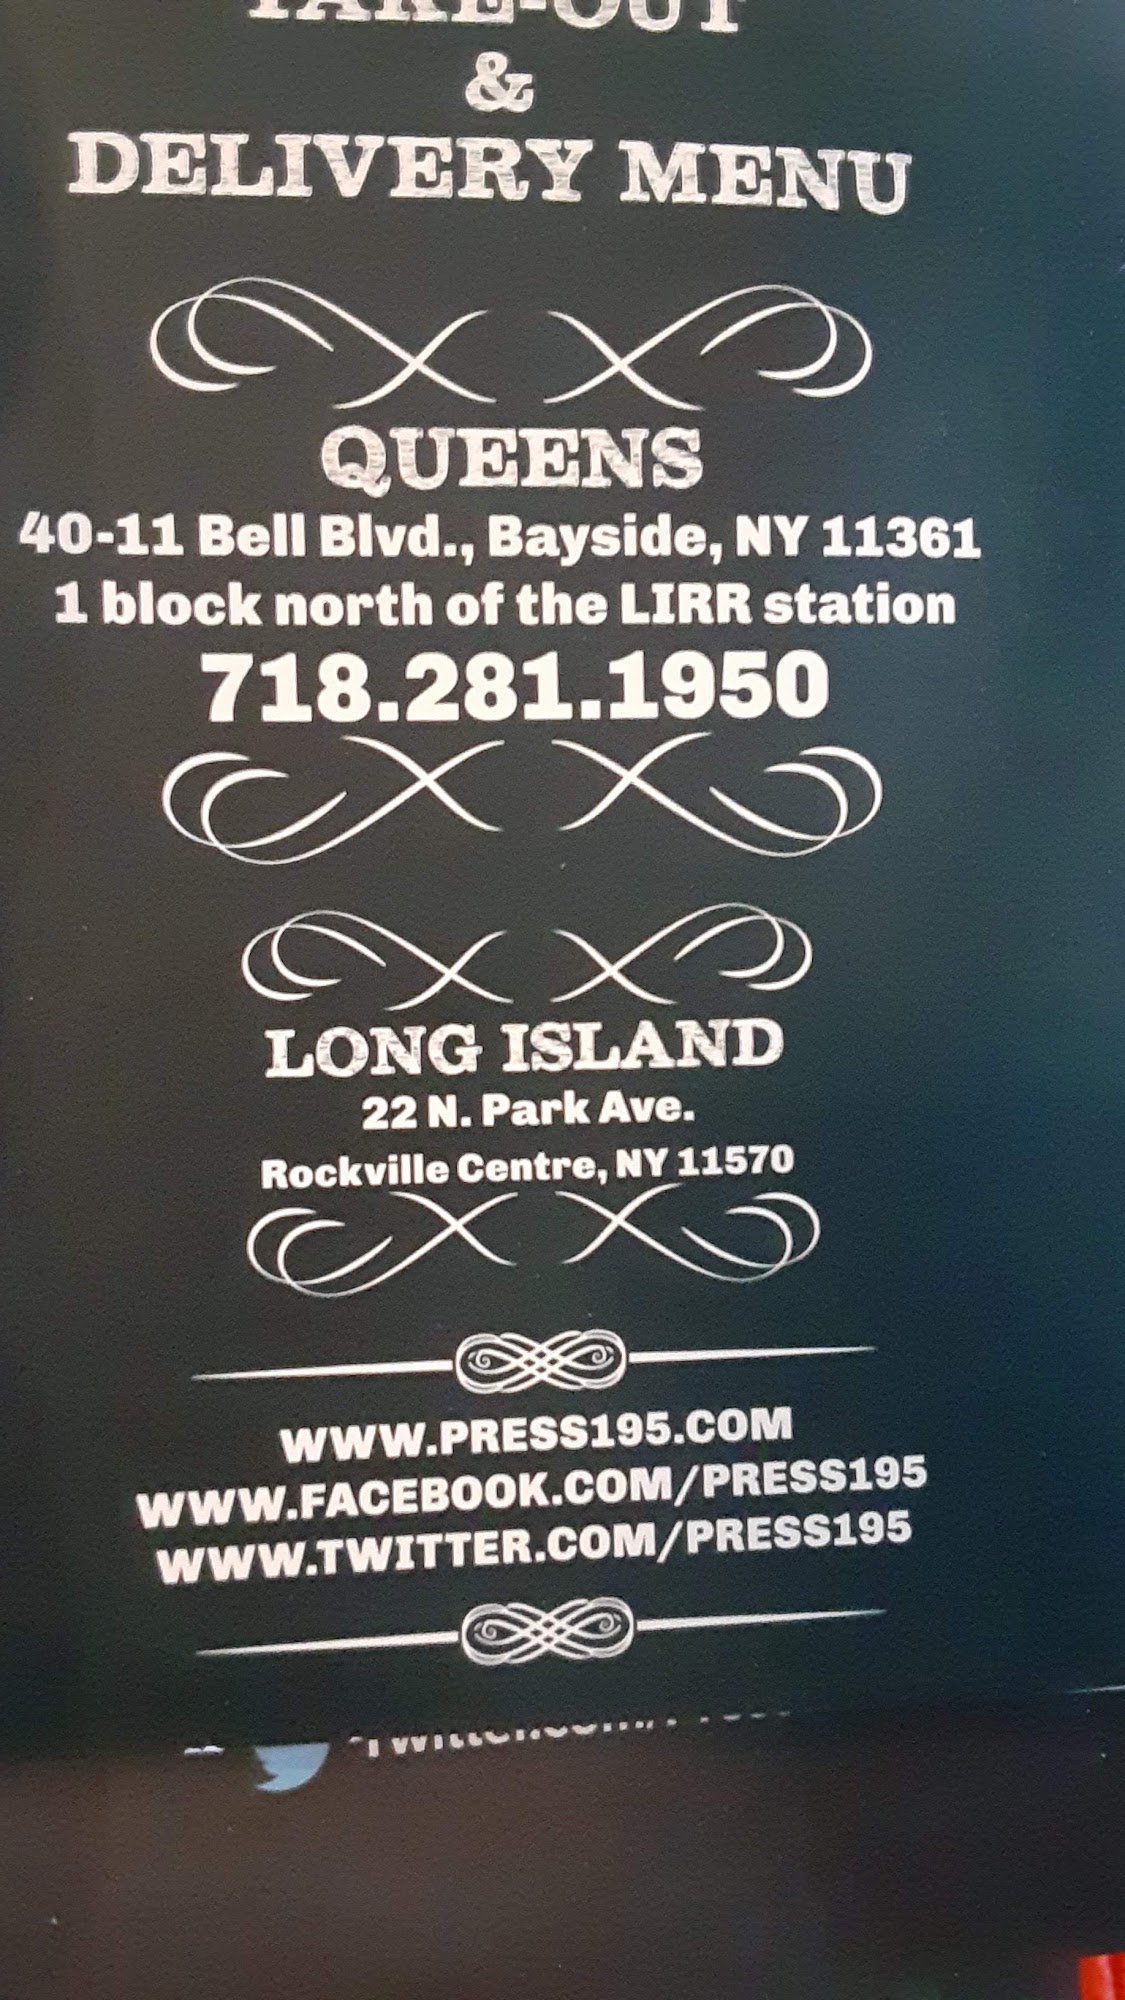 TAKE-OUT
&
DELIVERY MENU
QUEENS
40-11 Bell Blvd., Bayside, NY 11361
1 block north of the LIRR station
718.281.1950
LONG ISLAND
22 N. Park Ave.
Rockville Centre, NY 11570
WWW.PRESS195.COM
WWW.FACEBOOK.COM/PRESS195
WWW.TWITTER.COM/PRESS195